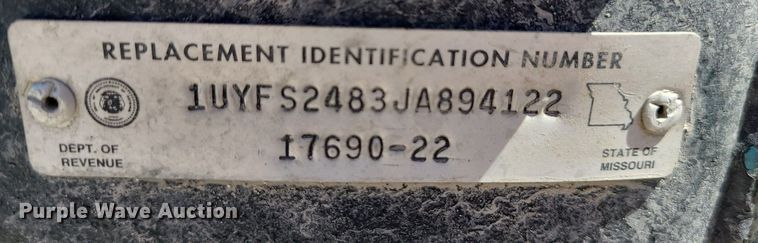 REPLACEMENT IDENTIFICATION NUMBER
1UYFS2483JA894122
17690-22
DEPT. OF
REVENUE
STATE OF
MISSOURI
Purple Wave Auction